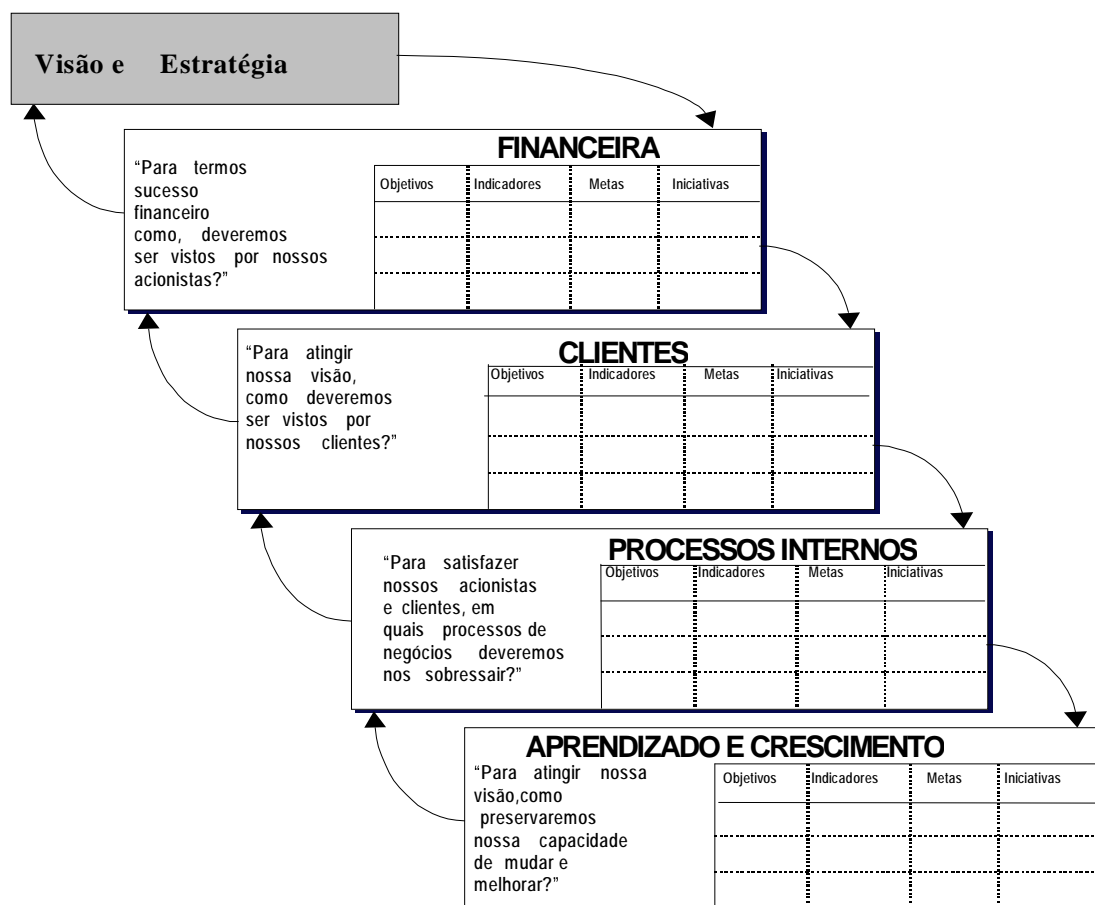 Visão e Estratégia
FINANCEIRA
“Para termos
sucesso
financeiro
como, deveremos
ser vistos por nossos
acionistas?”
Objetivos Indicadores Metas Iniciativas
CLIENTES
“Para atingir
nossa visão,
como deveremos
ser vistos por
nossos clientes?”
Objetivos Indicadores Metas Iniciativas
PROCESSOS INTERNOS
“Para satisfazer
nossos acionistas
e clientes, em
quais processos de
negócios deveremos
nos sobressair?”
Objetivos Indicadores Metas Iniciativas
APRENDIZADO E CRESCIMENTO
“Para atingir nossa
visão,como
preservaremos
nossa capacidade
de mudar e
melhorar?”
Objetivos Indicadores Metas Iniciativas